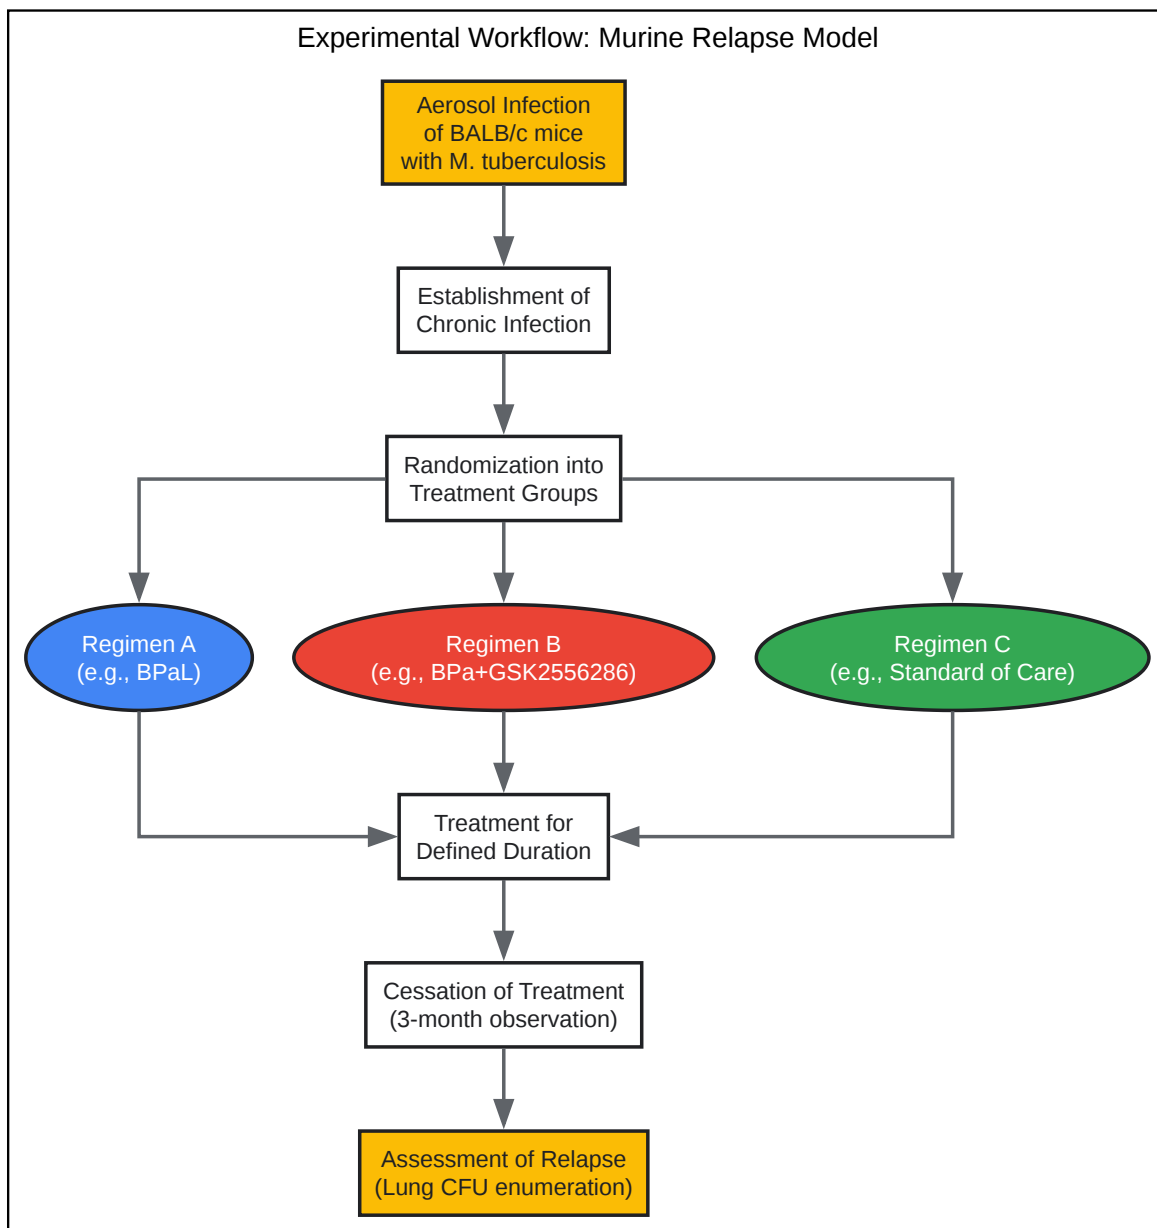 Experimental Workflow: Murine Relapse Model
Aerosol Infection
of BALB/c mice
with M. tuberculosis
Establishment of
Chronic Infection
Randomization into
Treatment Groups
Regimen A
(e.g., BPaL)
Regimen B
(e.g., BPa+GSK2556286)
Regimen C
(e.g., Standard of Care)
Treatment for
Defined Duration
Cessation of Treatment
(3-month observation)
Assessment of Relapse
(Lung CFU enumeration)